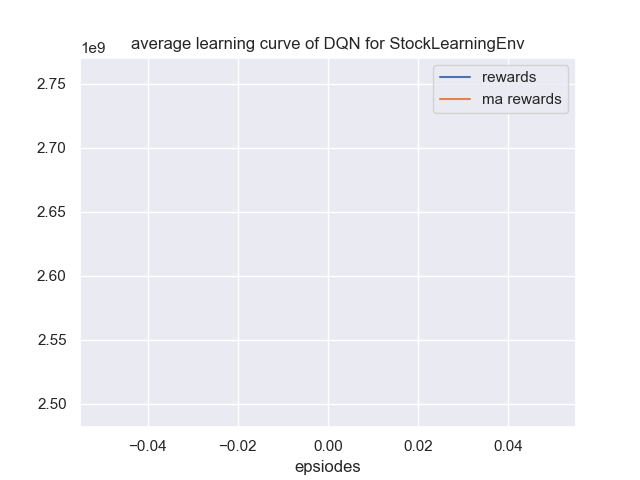 average learning curve of DQN for StockLearningEnv
1e9
rewards
ma rewards
2.75
2.70
2.65
2.60
2.55
2.50
−0.04 −0.02 0.00 0.02 0.04
epsiodes